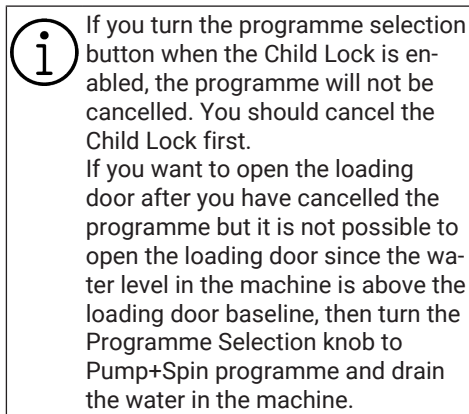 If you turn the programme selection
button when the Child Lock is en-
abled, the programme will not be
cancelled. You should cancel the
Child Lock first.
If you want to open the loading
door after you have cancelled the
programme but it is not possible to
open the loading door since the wa-
ter level in the machine is above the
loading door baseline, then turn the
Programme Selection knob to
Pump+Spin programme and drain
the water in the machine.